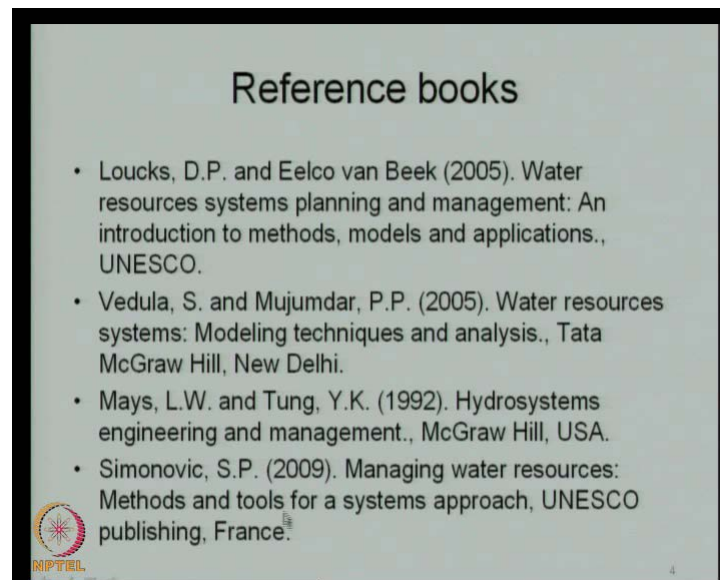 Reference books
• Loucks, D.P. and Eelco van Beek (2005). Water
resources systems planning and management: An
introduction to methods, models and applications.,
UNESCO.
• Vedula, S. and Mujumdar, P.P. (2005). Water resources
systems: Modeling techniques and analysis., Tata
McGraw Hill, New Delhi.
• Mays, L.W. and Tung, Y.K. (1992). Hydrosystems
engineering and management., McGraw Hill, USA.
• Simonovic, S.P. (2009). Managing water resources:
Methods and tools for a systems approach, UNESCO
publishing, France.
NPTEL
4